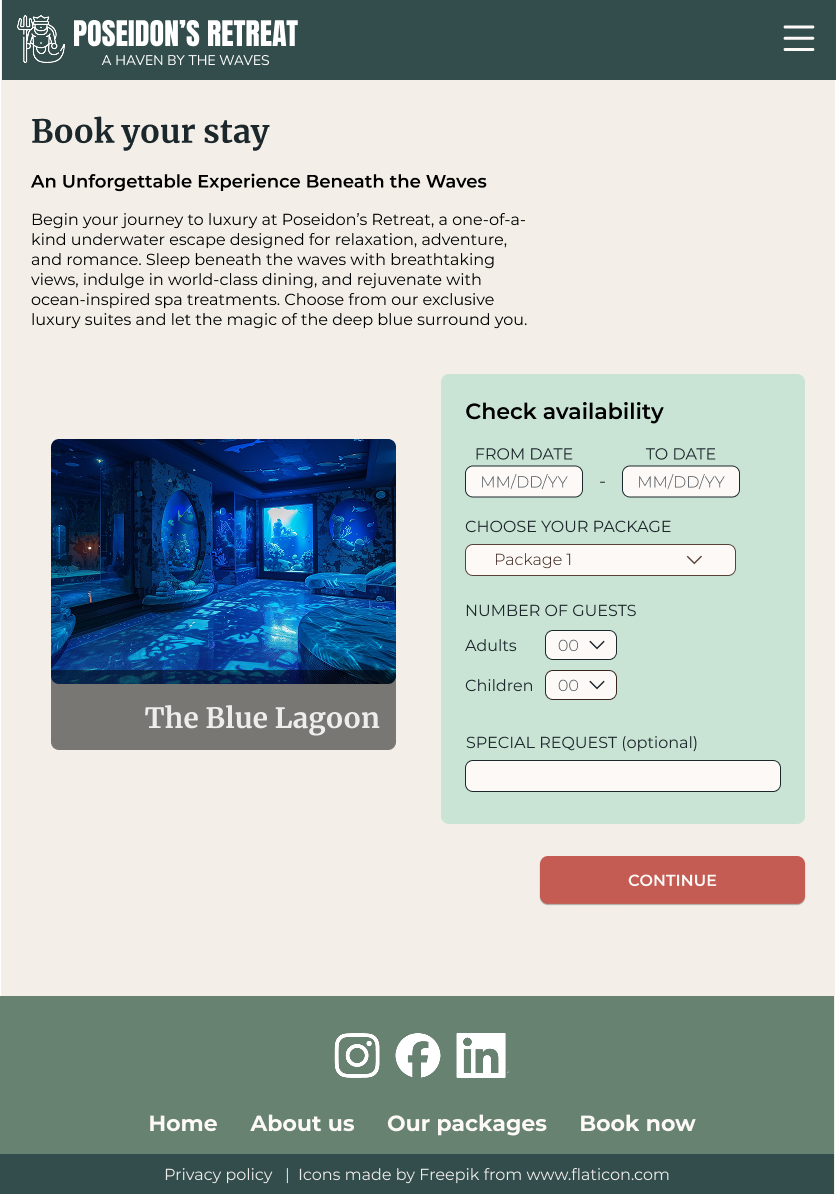 POSEIDON’S RETREAT
A HAVEN BY THE WAVES
Book your stay
An Unforgettable Experience Beneath the Waves
Begin your journey to luxury at Poseidon’s Retreat, a one-of-a-
kind underwater escape designed for relaxation, adventure,
and romance. Sleep beneath the waves with breathtaking
views, indulge in world-class dining, and rejuvenate with
ocean-inspired spa treatments. Choose from our exclusive
luxury suites and let the magic of the deep blue surround you.
The Blue Lagoon
Check availability
FROM DATE TO DATE
MM/DD/YY - MM/DD/YY
CHOOSE YOUR PACKAGE
Package 1
NUMBER OF GUESTS
Adults 00
Children 00
SPECIAL REQUEST (optional)
CONTINUE
in
Home About us Our packages Book now
Privacy policy | Icons made by Freepik from www.flaticon.com